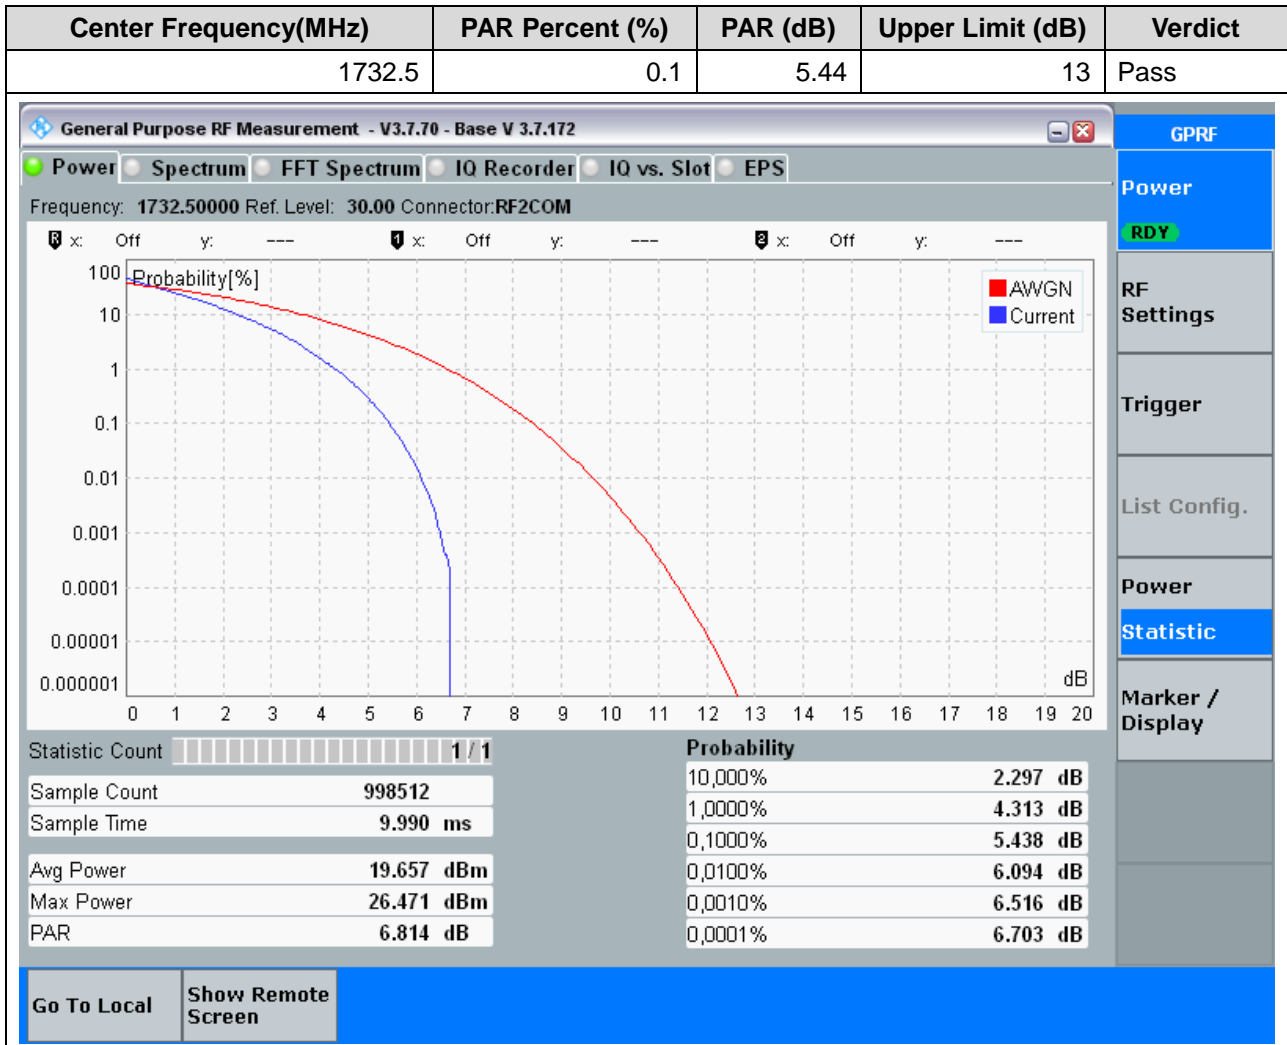 Center Frequency(MHz) PAR Percent (%) PAR (dB) Upper Limit (dB) Verdict
1732.5 0.1 5.44 13 Pass
General Purpose RF Measurement - V3.7.70 - Base V 3.7.172
GPRF
Power Spectrum FFT Spectrum IQ Recorder IQ vs. Slot EPS
Frequency: 1732.50000 Ref. Level: 30.00 Connector:RF2COM
R x: Off y: --- 1 x: Off y: --- 2 x: Off y: ---
Probability[%]
AWGN
Current
100
10
1
0.1
0.01
0.001
0.0001
0.00001
0.000001
dB
0 1 2 3 4 5 6 7 8 9 10 11 12 13 14 15 16 17 18 19 20
Statistic Count 1 / 1
Sample Count 998512
Sample Time 9.990 ms
Avg Power 19.657 dBm
Max Power 26.471 dBm
PAR 6.814 dB
Probability
10,000% 2.297 dB
1,0000% 4.313 dB
0,1000% 5.438 dB
0,0100% 6.094 dB
0,0010% 6.516 dB
0,0001% 6.703 dB
Power
RDY
RF
Settings
Trigger
List Config.
Power
Statistic
Marker /
Display
Go To Local
Show Remote
Screen